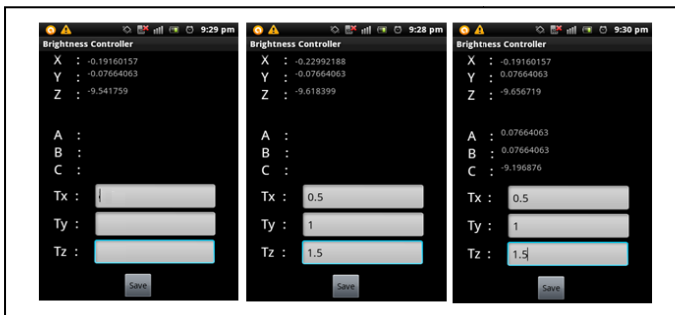 9:29 pm
Brightness Controller
X : -0.19160157
Y : -0.07664063
Z : -9.541759
A :
B :
C :
Tx :
Ty :
Tz :
Save
9:28 pm
Brightness Controller
X : -0.22992188
Y : -0.07664063
Z : -9.618399
A :
B :
C :
Tx : 0.5
Ty : 1
Tz : 1.5
Save
9:30 pm
Brightness Controller
X : -0.19160157
Y : 0.07664063
Z : -9.656719
A : 0.07664063
B : 0.07664063
C : -9.196876
Tx : 0.5
Ty : 1
Tz : 1.5
Save